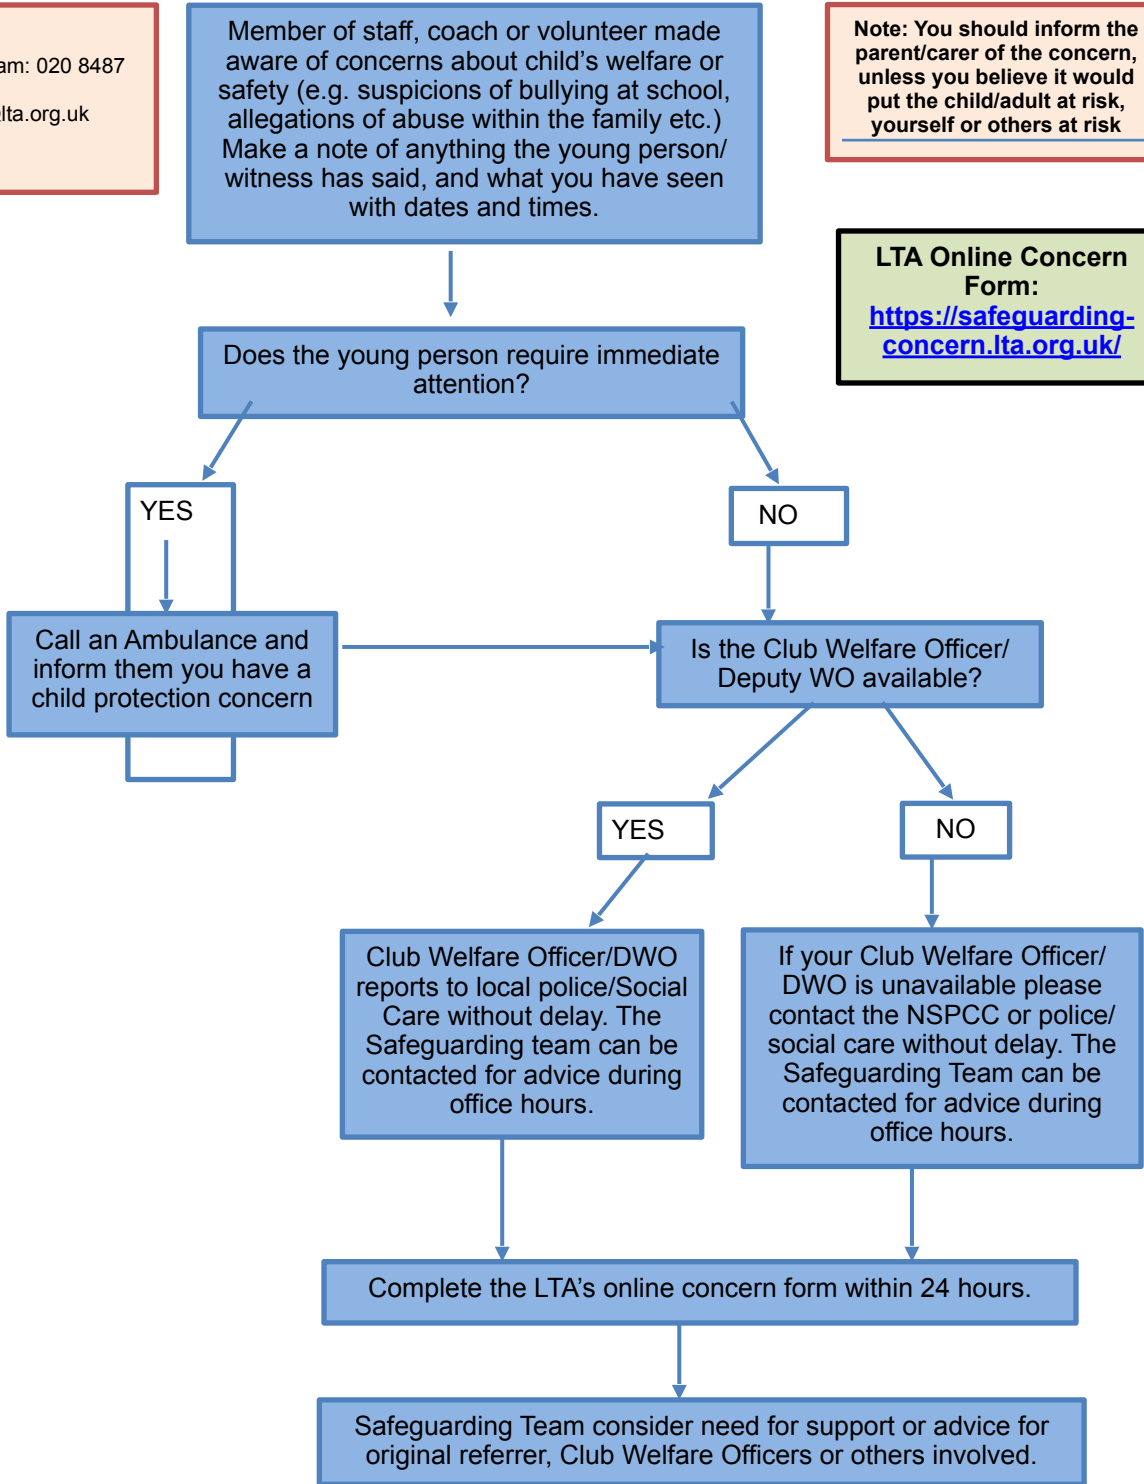 am: 020 8487
lta.org.uk
Member of staff, coach or volunteer made
aware of concerns about child’s welfare or
safety (e.g. suspicions of bullying at school,
allegations of abuse within the family etc.)
Make a note of anything the young person/
witness has said, and what you have seen
with dates and times.
Note: You should inform the
parent/carer of the concern,
unless you believe it would
put the child/adult at risk,
yourself or others at risk
LTA Online Concern
Form:
https://safeguarding-
concern.lta.org.uk/
Does the young person require immediate
attention?
YES
NO
Call an Ambulance and
inform them you have a
child protection concern
Is the Club Welfare Officer/
Deputy WO available?
YES
NO
Club Welfare Officer/DWO
reports to local police/Social
Care without delay. The
Safeguarding team can be
contacted for advice during
office hours.
If your Club Welfare Officer/
DWO is unavailable please
contact the NSPCC or police/
social care without delay. The
Safeguarding Team can be
contacted for advice during
office hours.
Complete the LTA’s online concern form within 24 hours.
Safeguarding Team consider need for support or advice for
original referrer, Club Welfare Officers or others involved.